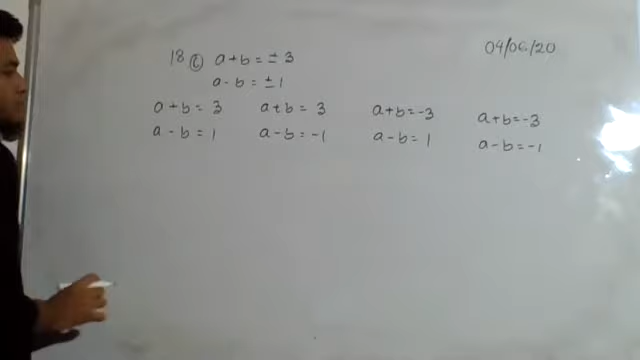 04/06/20
18 (c) a+b = ± 3
a - b = ± 1
a+b = 3 a+b = 3 a+b = -3 a+b = -3
a - b = 1 a - b = -1 a - b = 1 a - b = -1